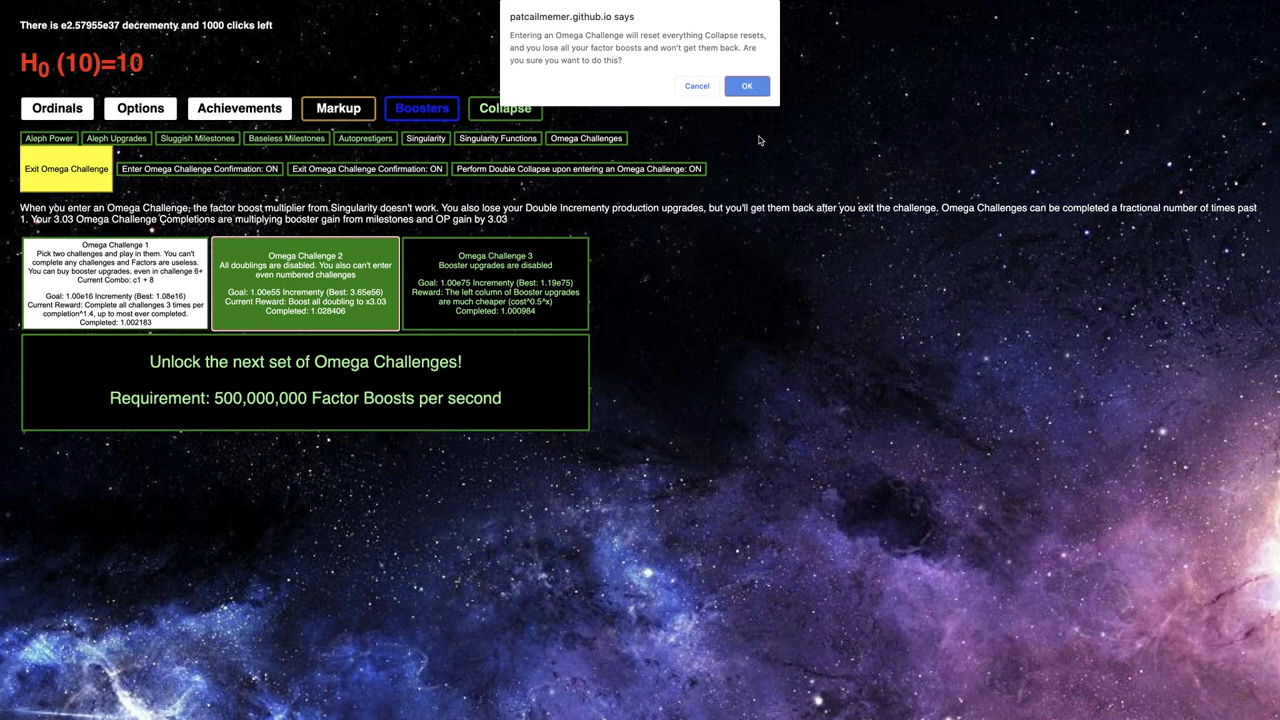 There is e2.57955e37 decrementy and 1000 clicks left
patcailmemer.github.io says
Entering an Omega Challenge will reset everything Collapse resets,
and you lose all your factor boosts and won't get them back. Are
you sure you want to do this?
Cancel
OK
H0 (10)=10
Ordinals
Options
Achievements
Markup
Boosters
Collapse
Aleph Power
Aleph Upgrades
Sluggish Milestones
Baseless Milestones
Autoprestigers
Singularity
Singularity Functions
Omega Challenges
Exit Omega Challenge
Enter Omega Challenge Confirmation: ON
Exit Omega Challenge Confirmation: ON
Perform Double Collapse upon entering an Omega Challenge: ON
When you enter an Omega Challenge, the factor boost multiplier from Singularity doesn't work. You also lose your Double Incrementy production upgrades, but you'll get them back after you exit the challenge. Omega Challenges can be completed a fractional number of times past
1. Your 3.03 Omega Challenge Completions are multiplying booster gain from milestones and OP gain by 3.03
Omega Challenge 1
Pick two challenges and play in them. You can't
complete any challenges and Factors are useless.
You can buy booster upgrades, even in challenge 6+
Current Combo: c1 + 8
Goal: 1.00e16 Incrementy (Best: 1.08e16)
Current Reward: Complete all challenges 3 times per
completion^1.4, up to most ever completed.
Completed: 1.002183
Omega Challenge 2
All doublings are disabled. You also can't enter
even numbered challenges
Goal: 1.00e55 Incrementy (Best: 3.65e56)
Current Reward: Boost all doubling to x3.03
Completed: 1.028406
Omega Challenge 3
Booster upgrades are disabled
Goal: 1.00e75 Incrementy (Best: 1.19e75)
Reward: The left column of Booster upgrades
are much cheaper (cost^0.5^x)
Completed: 1.000984
Unlock the next set of Omega Challenges!
Requirement: 500,000,000 Factor Boosts per second